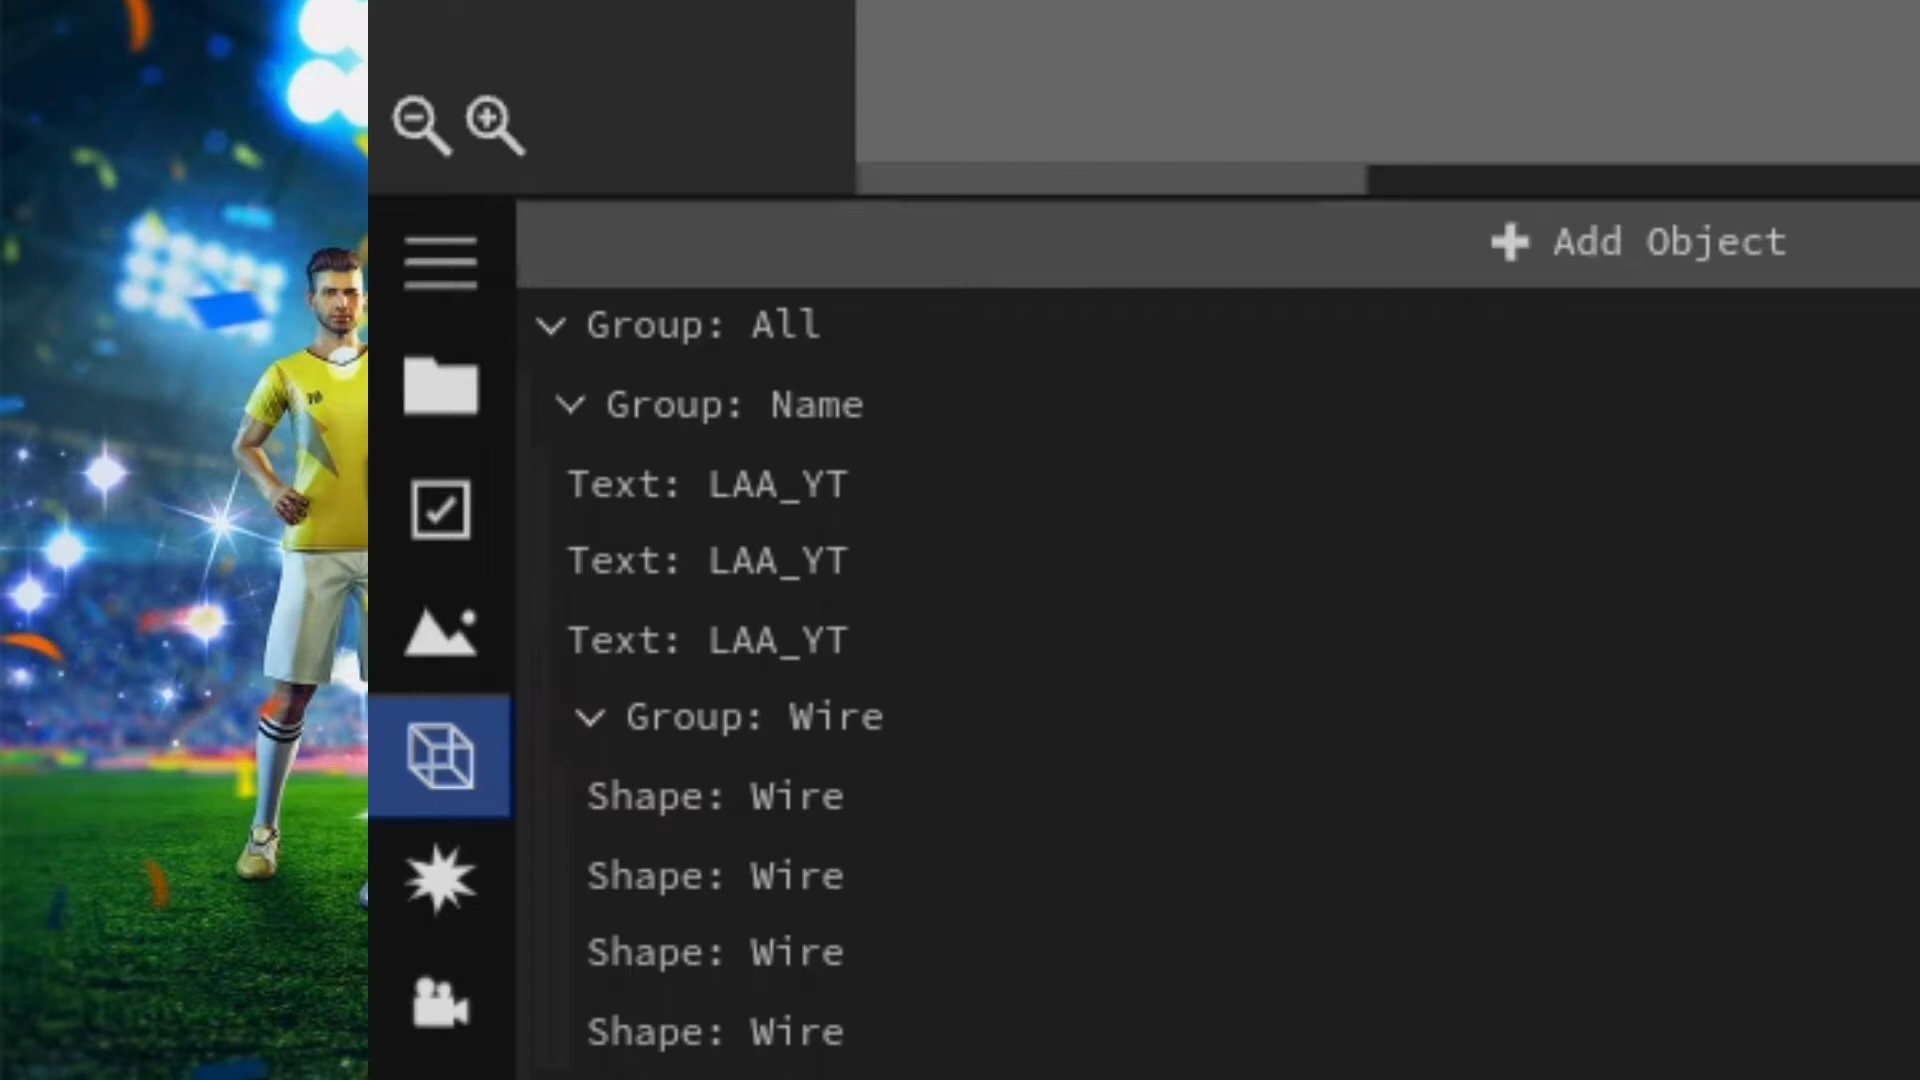 Add Object
Group: All
Group: Name
Text: LAA_YT
Text: LAA_YT
Text: LAA_YT
Group: Wire
Shape: Wire
Shape: Wire
Shape: Wire
Shape: Wire